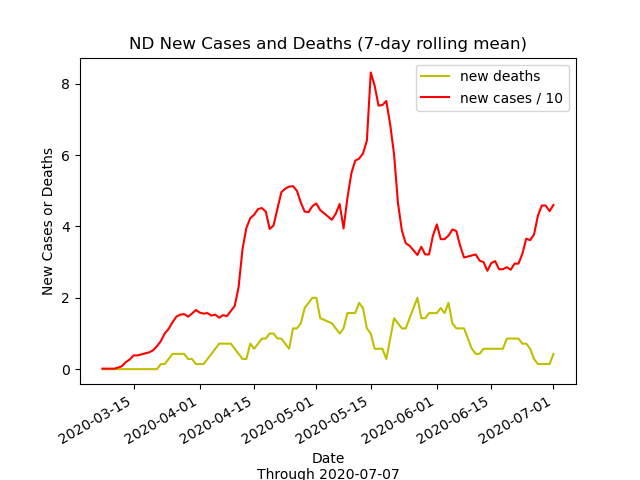 ND New Cases and Deaths (7-day rolling mean)
new deaths
new cases / 10
New Cases or Deaths
8
6
4
2
0
2020-03-15
2020-04-01
2020-04-15
2020-05-01
2020-05-15
2020-06-01
2020-06-15
2020-07-01
Date
Through 2020-07-07